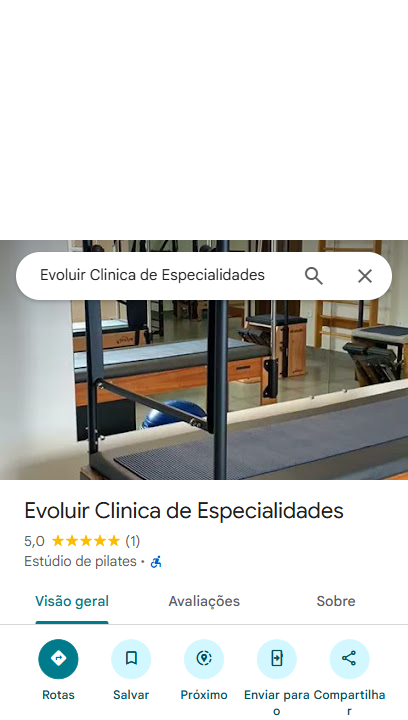 Evoluir Clinica de Especialidades
Evoluir Clinica de Especialidades
5,0 ★★★★★ (1)
Estúdio de pilates ·
Visão geral Avaliações Sobre
Rotas Salvar Próximo Enviar para o Compartilhar